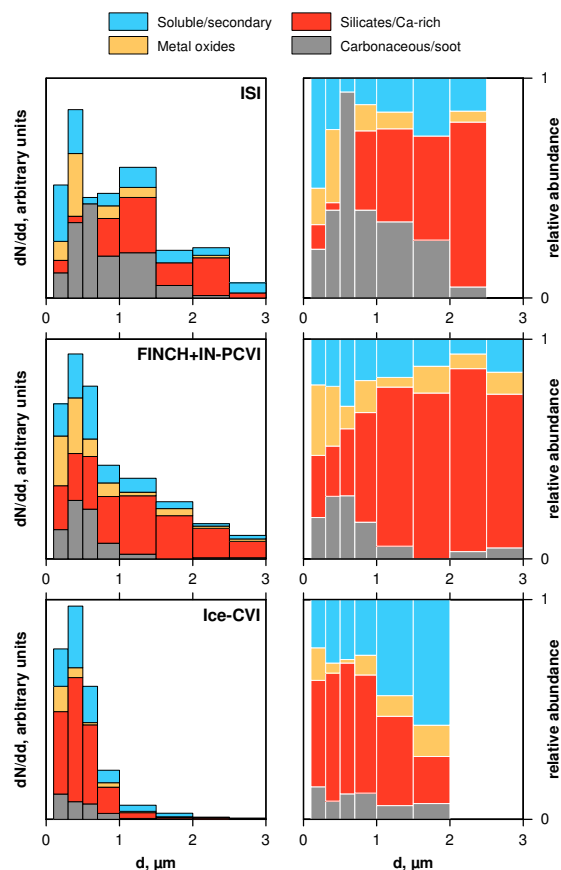 Soluble/secondary Silicates/Ca-rich
Metal oxides Carbonaceous/soot
ISI
dN/dd, arbitrary units
0 1 2 3
1
0
relative abundance
0 1 2 3
FINCH+IN-PCVI
dN/dd, arbitrary units
0 1 2 3
1
0
relative abundance
0 1 2 3
Ice-CVI
dN/dd, arbitrary units
0 1 2 3
d, µm
1
0
relative abundance
0 1 2 3
d, µm